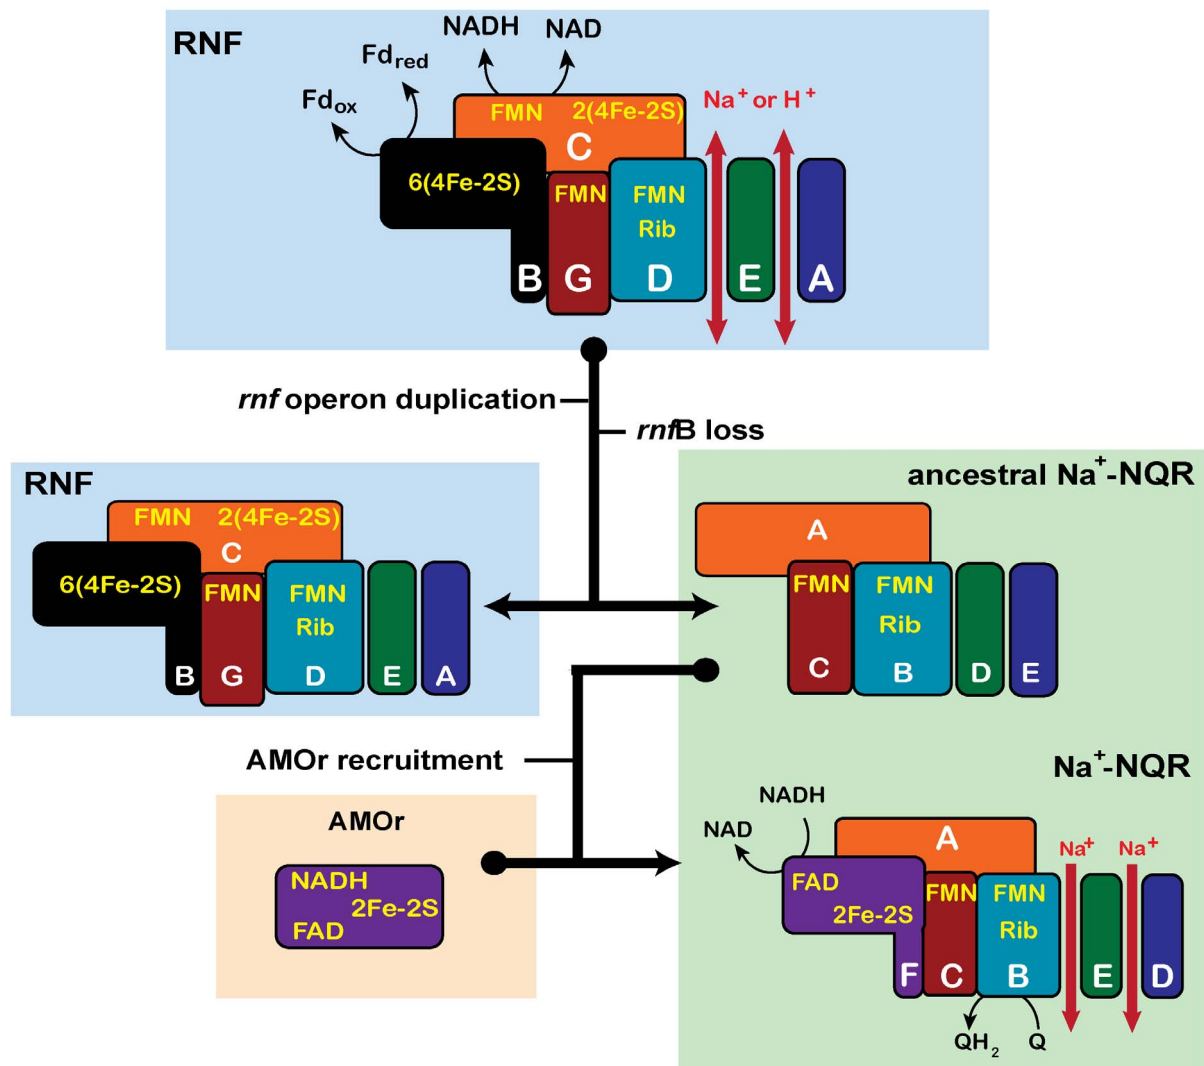 RNF
NADH NAD
Fdred
Fdox
Na+ or H+
FMN 2(4Fe-2S)
C
6(4Fe-2S)
FMN FMN
Rib
B G D E A
rnf operon duplication
rnfB loss
RNF
FMN 2(4Fe-2S)
C
6(4Fe-2S)
FMN FMN
Rib
B G D E A
ancestral Na+-NQR
A
FMN FMN
Rib
C B D E
AMOr recruitment
AMOr
NADH
2Fe-2S
FAD
Na+-NQR
NADH
NAD
A
Na+ Na+
FAD
2Fe-2S
FMN FMN
Rib
F C B E D
QH2 Q